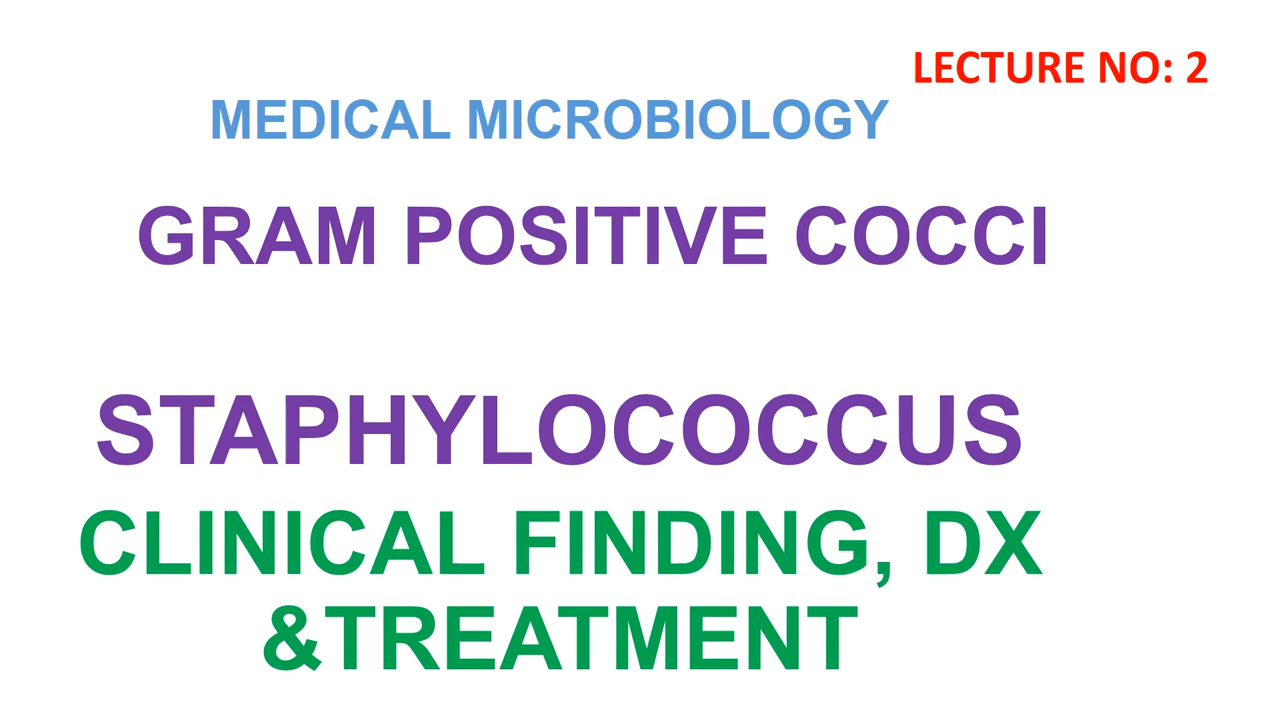 LECTURE NO: 2
MEDICAL MICROBIOLOGY
GRAM POSITIVE COCCI
STAPHYLOCOCCUS
CLINICAL FINDING, DX
&TREATMENT